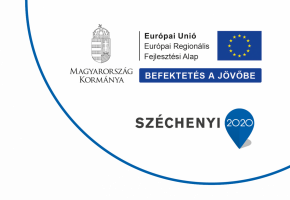 Európai Unió
Európai Regionális
Fejlesztési Alap
MAGYARORSZÁG
KORMÁNYA
BEFEKTETÉS A JÖVŐBE
SZÉCHENYI 2020